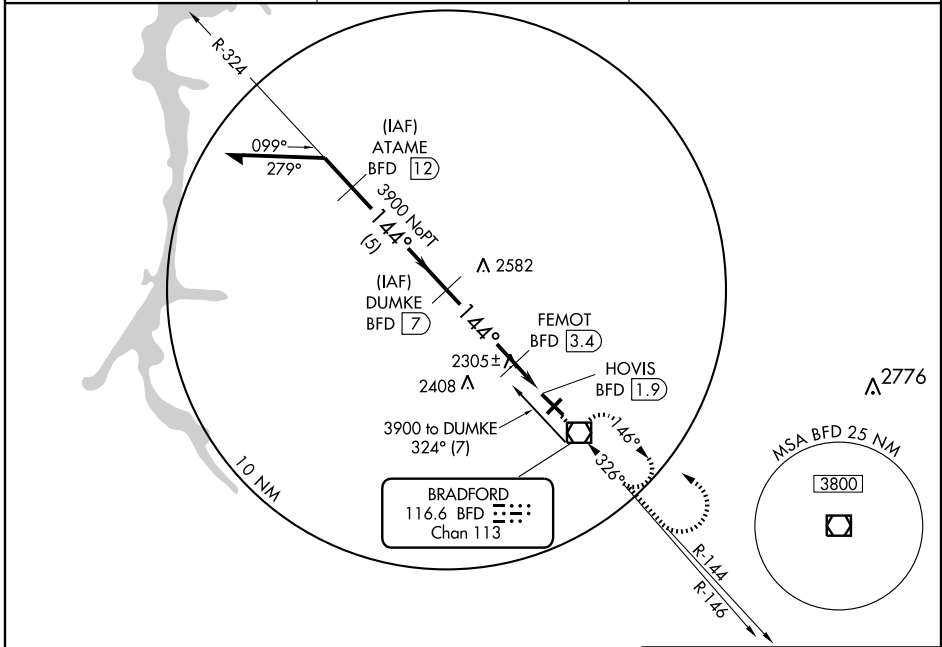 R-324
099°
279°
(IAF)
ATAME
BFD 12
3900 NoPT
144°
(5)
(IAF)
DUMKE
BFD 7
2582
144°
FEMOT
BFD 3.4
2305±
2408
HOVIS
BFD 1.9
2776
3900 to DUMKE
324° (7)
146°
326°
MSA BFD 25 NM
3800
10 NM
BRADFORD
116.6 BFD
Chan 113
R-144
R-146